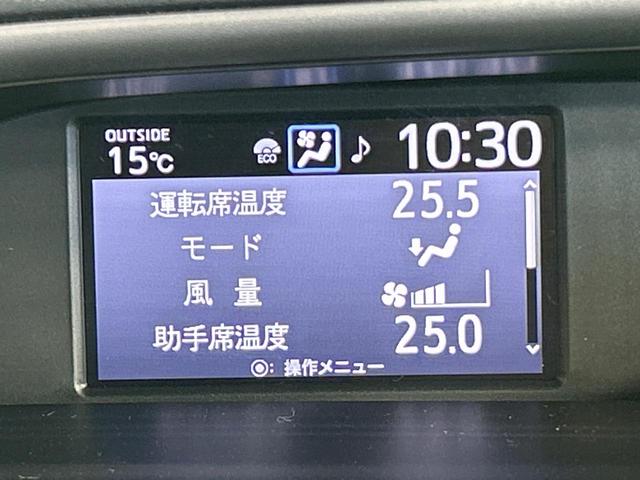 OUTSIDE
15℃ ECO 10:30
運転席温度 25.5
モード
風量
助手席温度 25.0
◎: 操作メニュー